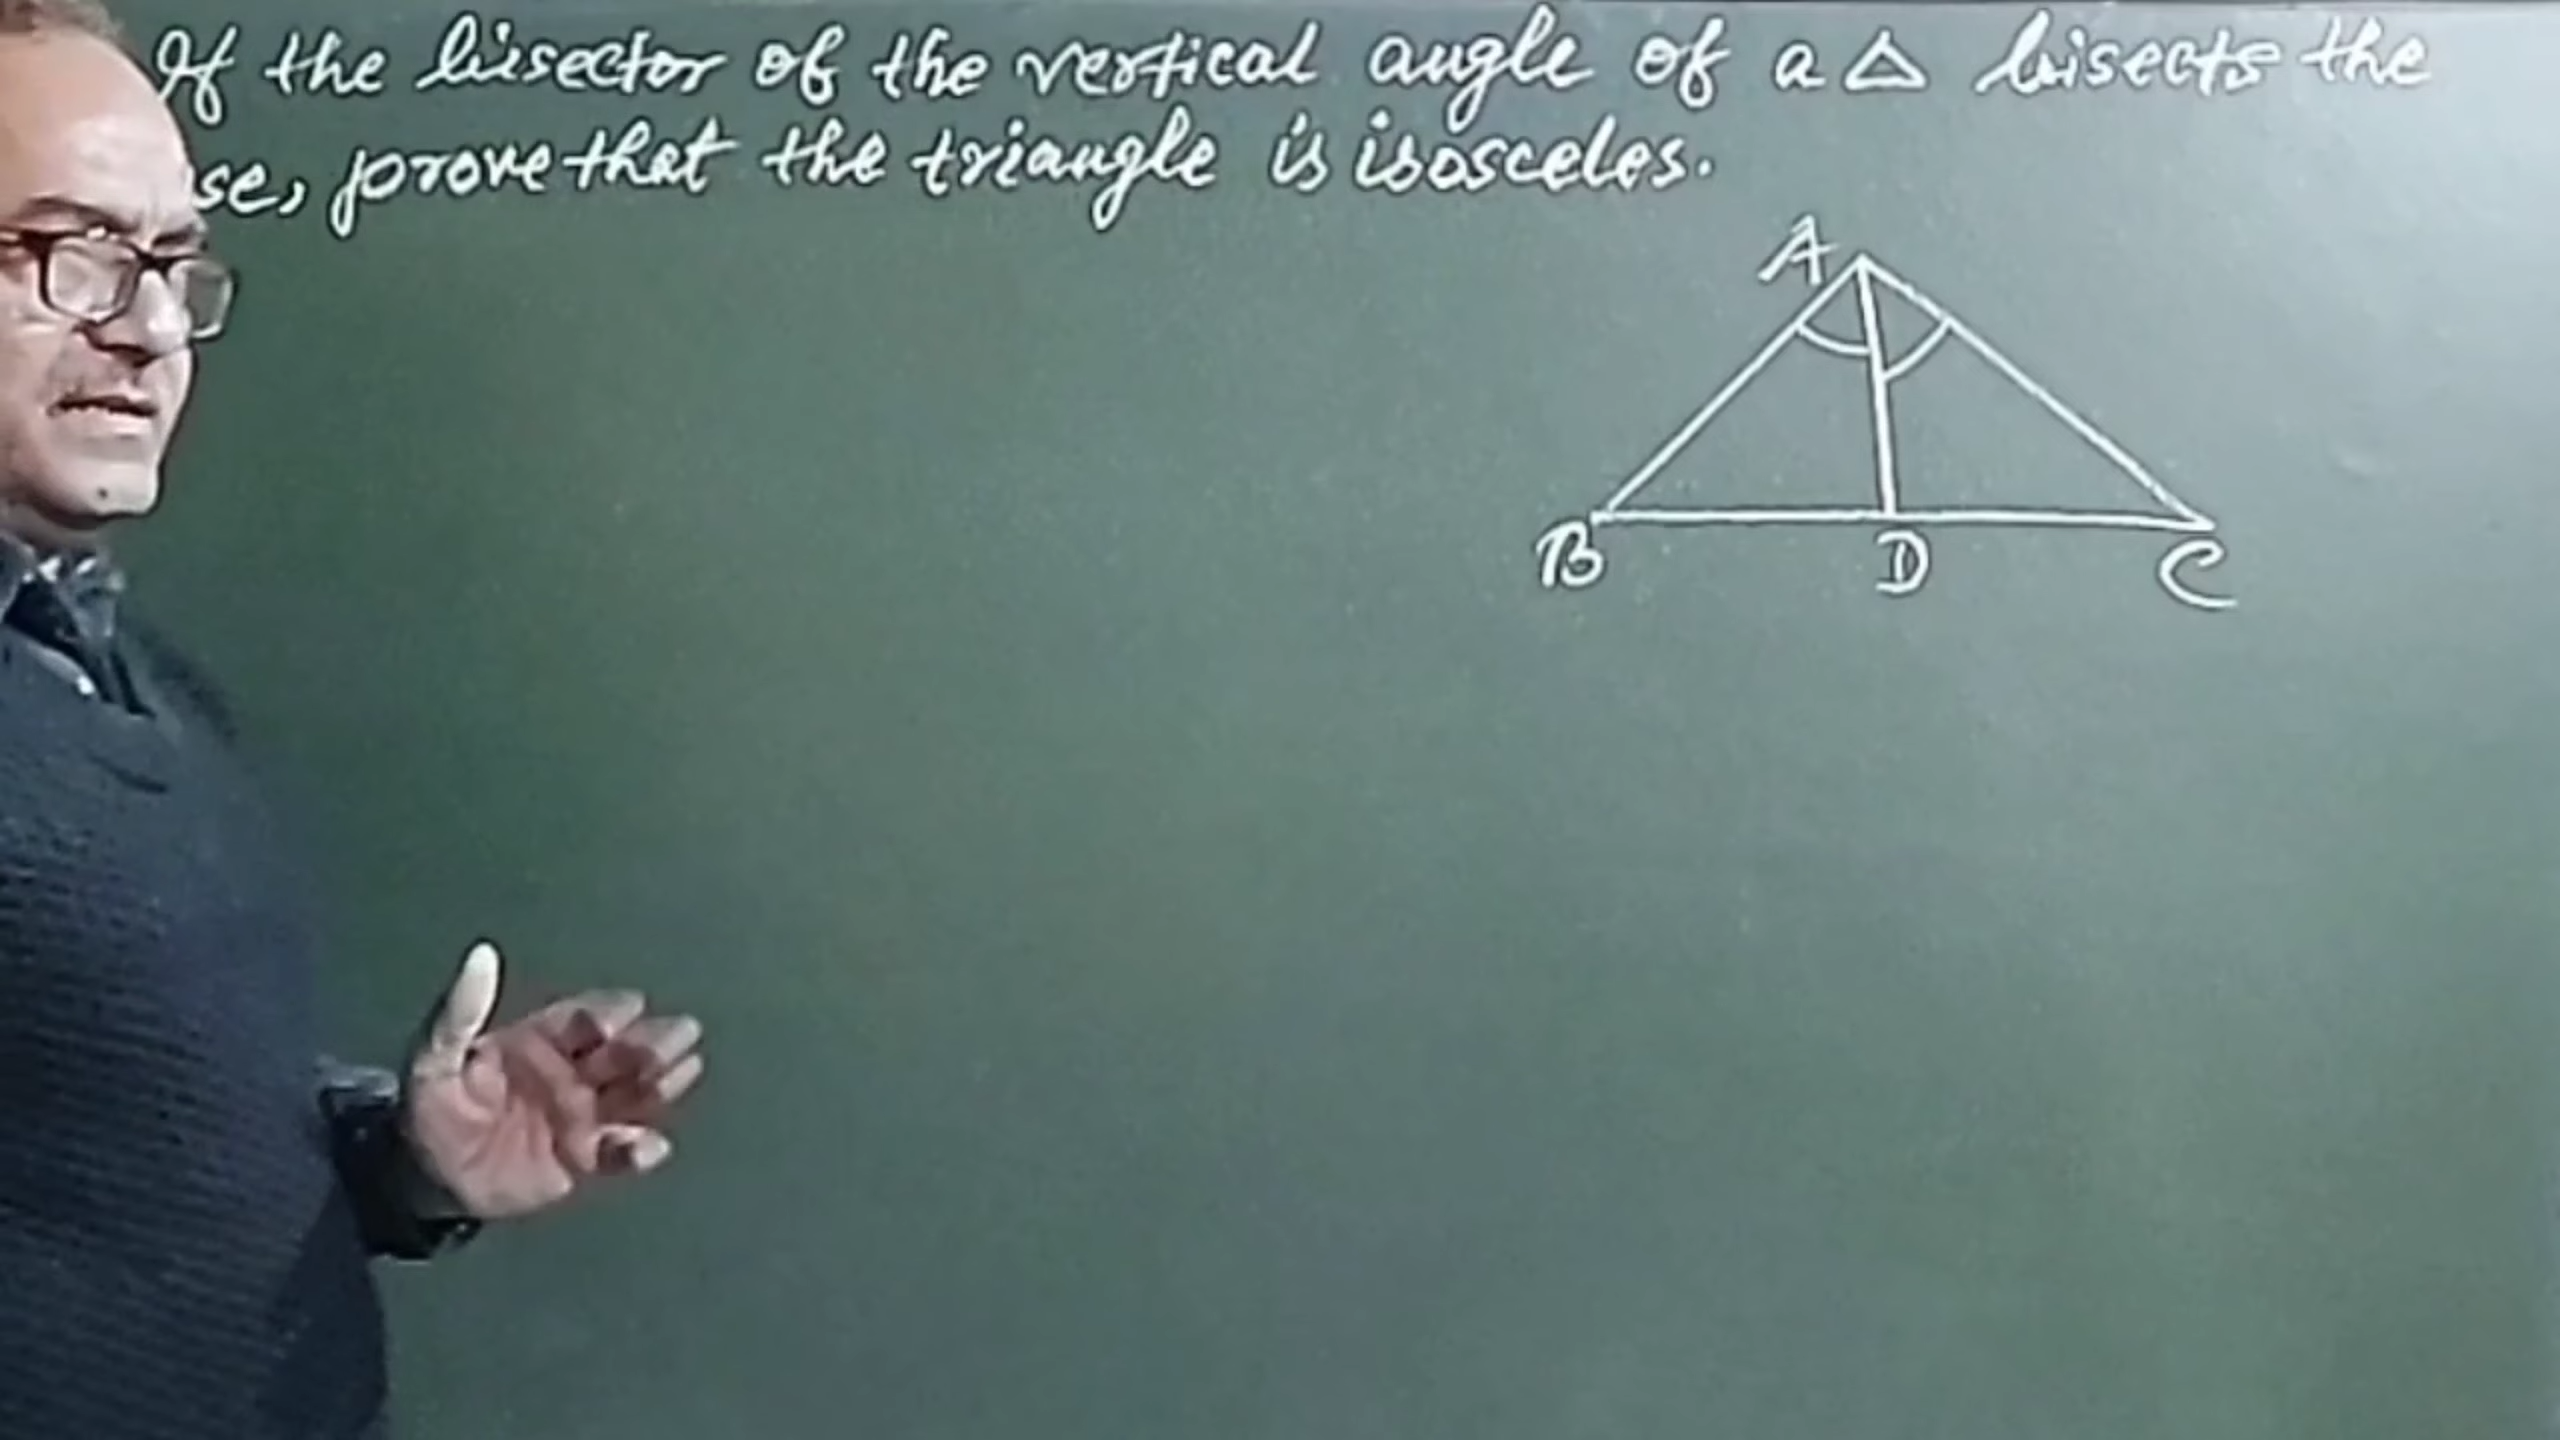 If the bisector of the vertical angle of a △ bisects the
se, prove that the triangle is isosceles.
A
B D C